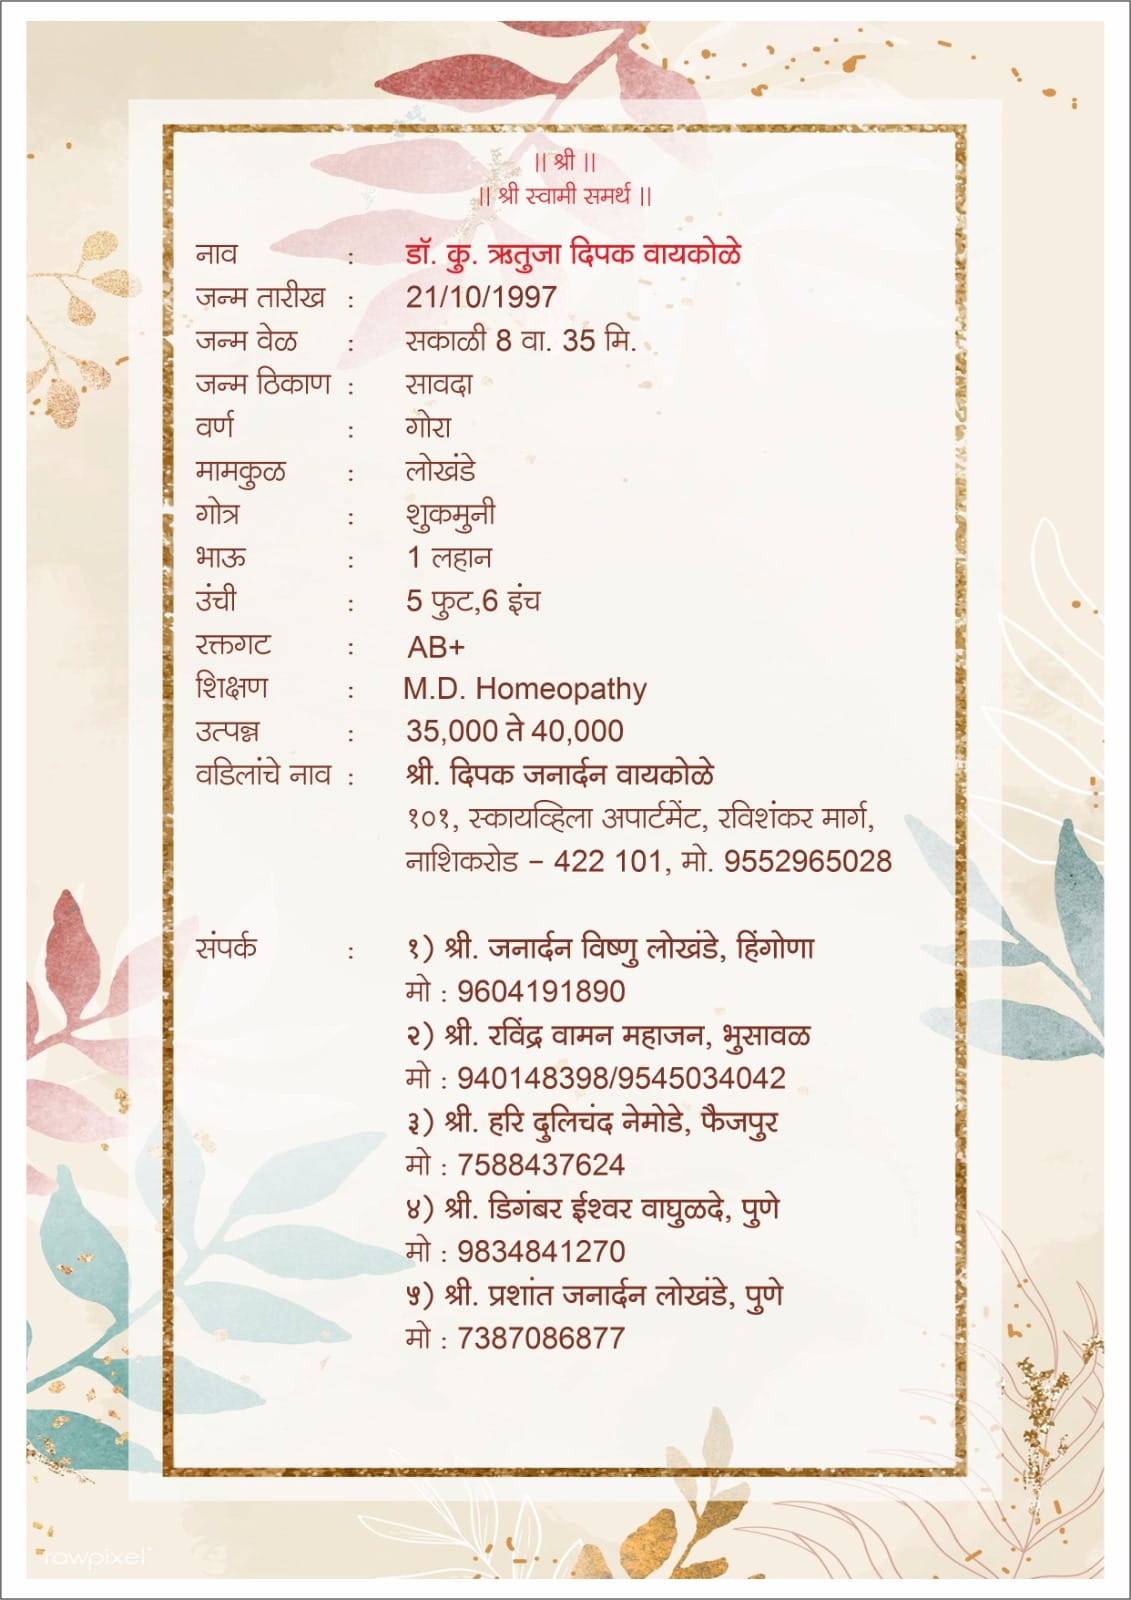 || श्री ||
|| श्री स्वामी समर्थ ||
नाव : डॉ. कु. ऋतुजा दिपक वायकोळे
जन्म तारीख : 21/10/1997
जन्म वेळ : सकाळी 8 वा. 35 मि.
जन्म ठिकाण : सावदा
वर्ण : गोरा
मामकुळ : लोखंडे
गोत्र : शुकमुनी
भाऊ : 1 लहान
उंची : 5 फुट,6 इंच
रक्तगट : AB+
शिक्षण : M.D. Homeopathy
उत्पन्न : 35,000 ते 40,000
वडिलांचे नाव : श्री. दिपक जनार्दन वायकोळे
१०१, स्कायव्हिला अपार्टमेंट, रविशंकर मार्ग,
नाशिकरोड – 422 101, मो. 9552965028
संपर्क : १) श्री. जनार्दन विष्णु लोखंडे, हिंगोणा
मो : 9604191890
२) श्री. रविंद्र वामन महाजन, भुसावळ
मो : 940148398/9545034042
३) श्री. हरि दुलिचंद नेमोडे, फैजपुर
मो : 7588437624
४) श्री. डिगंबर ईश्वर वाघुळदे, पुणे
मो : 9834841270
५) श्री. प्रशांत जनार्दन लोखंडे, पुणे
मो : 7387086877
rawpixel